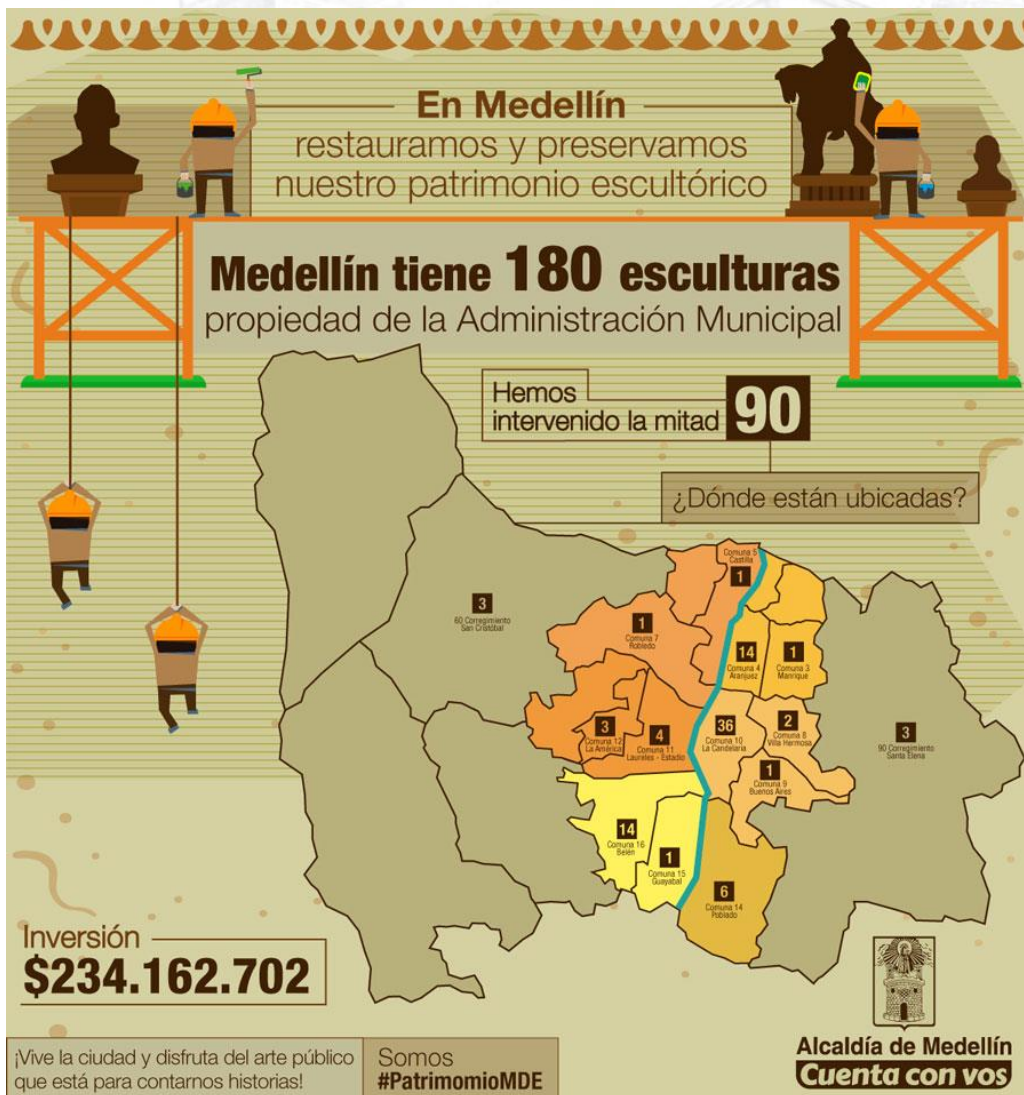 En Medellín
restauramos y preservamos
nuestro patrimonio escultórico
Medellín tiene 180 esculturas
propiedad de la Administración Municipal
Hemos
intervenido la mitad 90
¿Dónde están ubicadas?
Comuna 5
Castilla
1
3
60 Corregimiento
San Cristóbal
1
Comuna 7
Robledo
14
Comuna 4
Aranjuez
1
Comuna 3
Manrique
3
Comuna 12
La América
4
Comuna 11
Laureles - Estadio
36
Comuna 10
La Candelaria
2
Comuna 8
Villa Hermosa
3
90 Corregimiento
Santa Elena
1
Comuna 9
Buenos Aires
14
Comuna 16
Belén
1
Comuna 15
Guayabal
6
Comuna 14
Poblado
Inversión
$234.162.702
¡Vive la ciudad y disfruta del arte público
que está para contarnos historias!
Somos
#PatrimomioMDE
Alcaldía de Medellín
Cuenta con vos